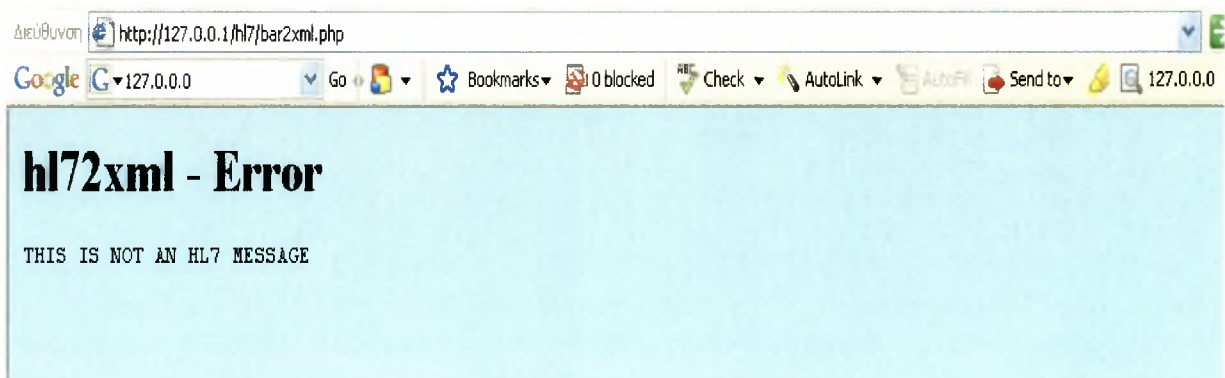 Διεύθυνση http://127.0.0.1/hl7/bar2xml.php
Google G 127.0.0.0 Go Bookmarks 0 blocked ABC Check AutoLink AutoFill Send to 127.0.0.0
hl72xml - Error
THIS IS NOT AN HL7 MESSAGE